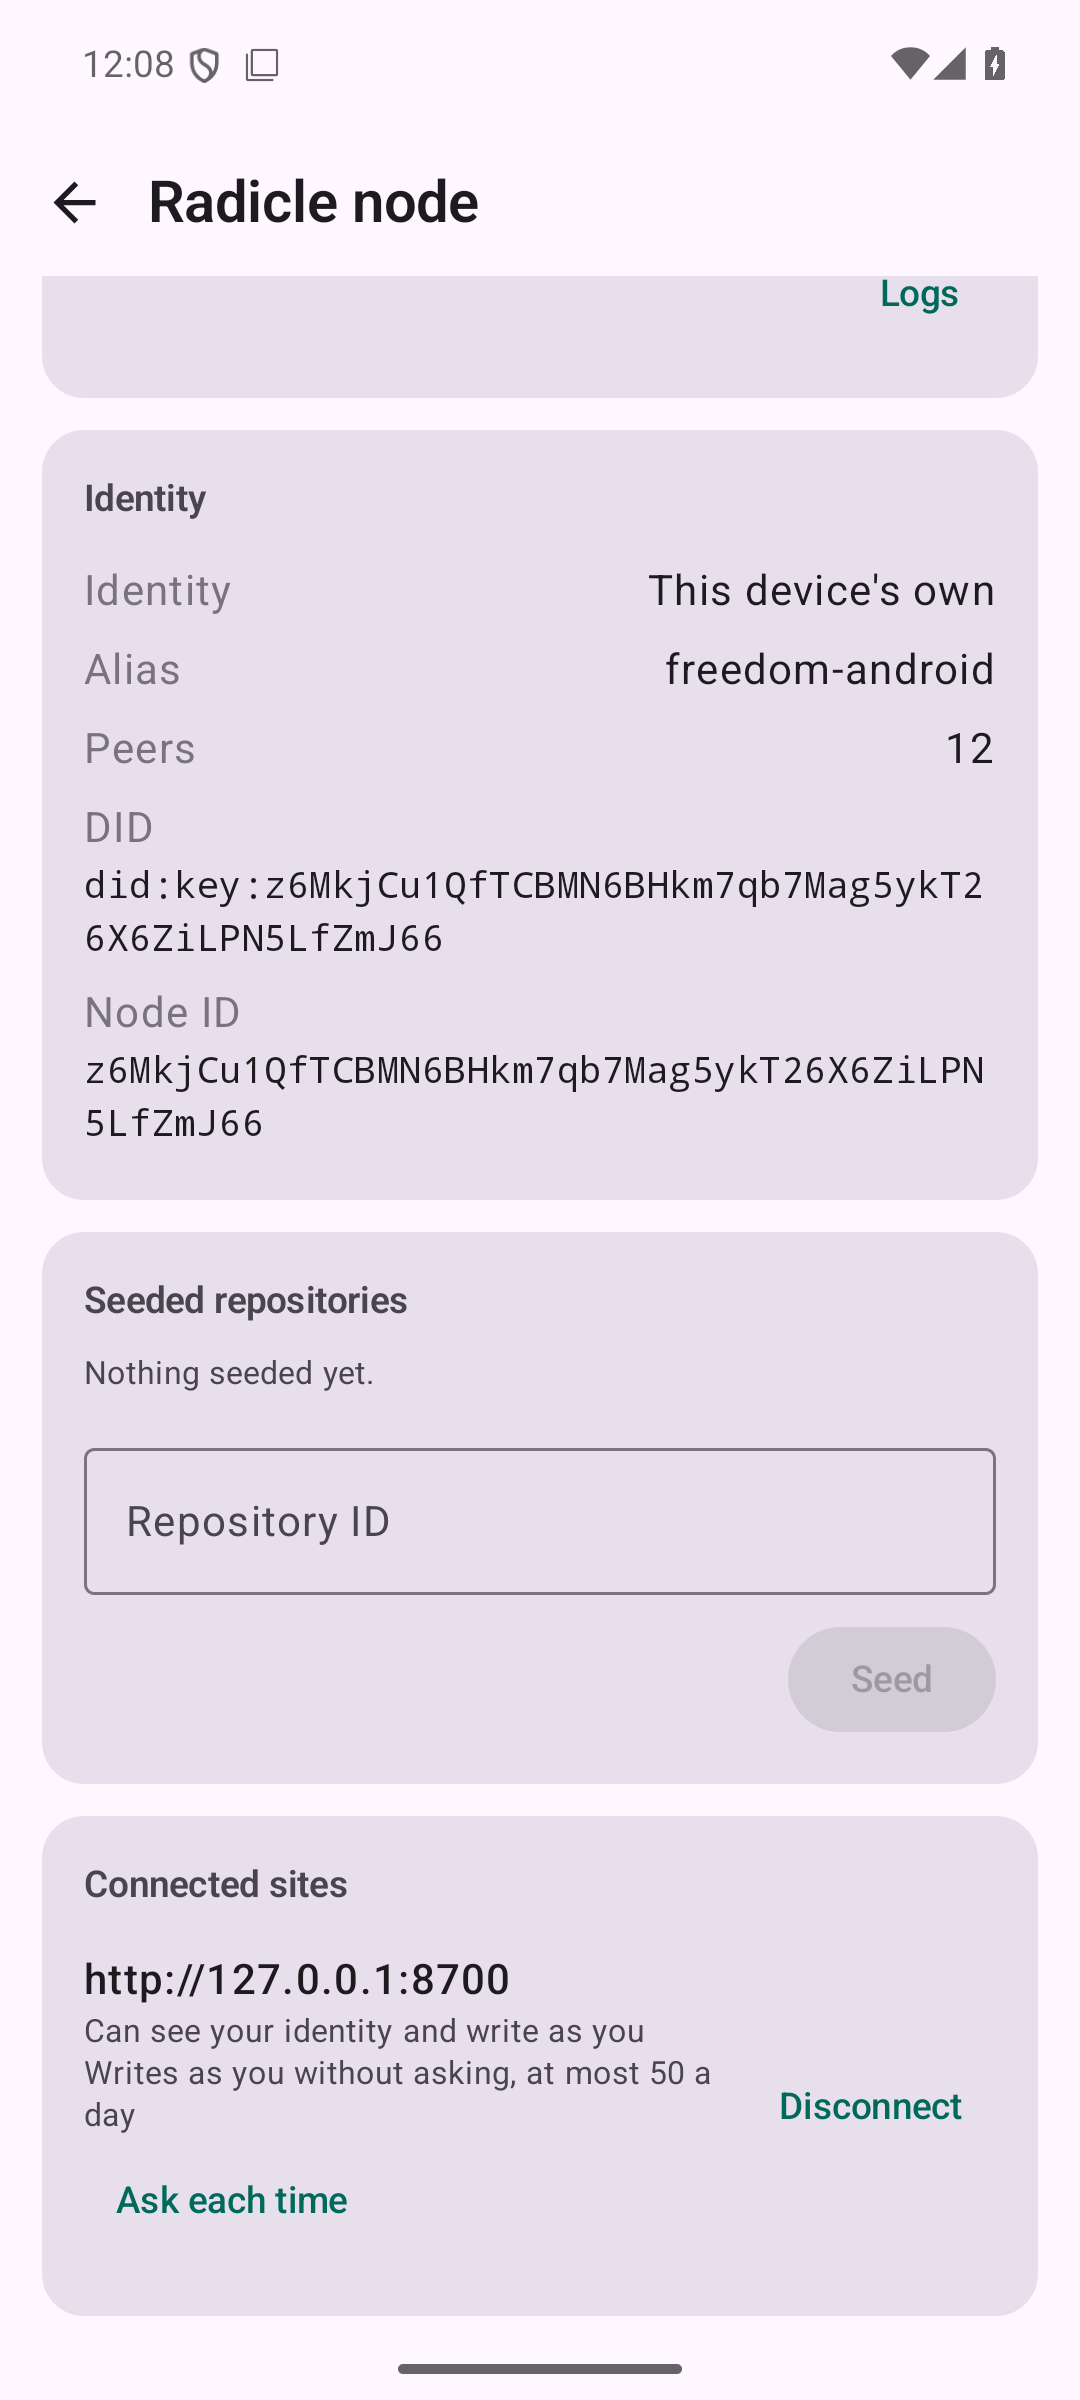 12:08
Radicle node
Logs
Identity
Identity This device's own
Alias freedom-android
Peers 12
DID
did:key:z6MkjCu1QfTCBMN6BHkm7qb7Mag5ykT2
6X6ZiLPN5LfZmJ66
Node ID
z6MkjCu1QfTCBMN6BHkm7qb7Mag5ykT26X6ZiLPN
5LfZmJ66
Seeded repositories
Nothing seeded yet.
Repository ID
Seed
Connected sites
http://127.0.0.1:8700
Can see your identity and write as you
Writes as you without asking, at most 50 a
day
Disconnect
Ask each time